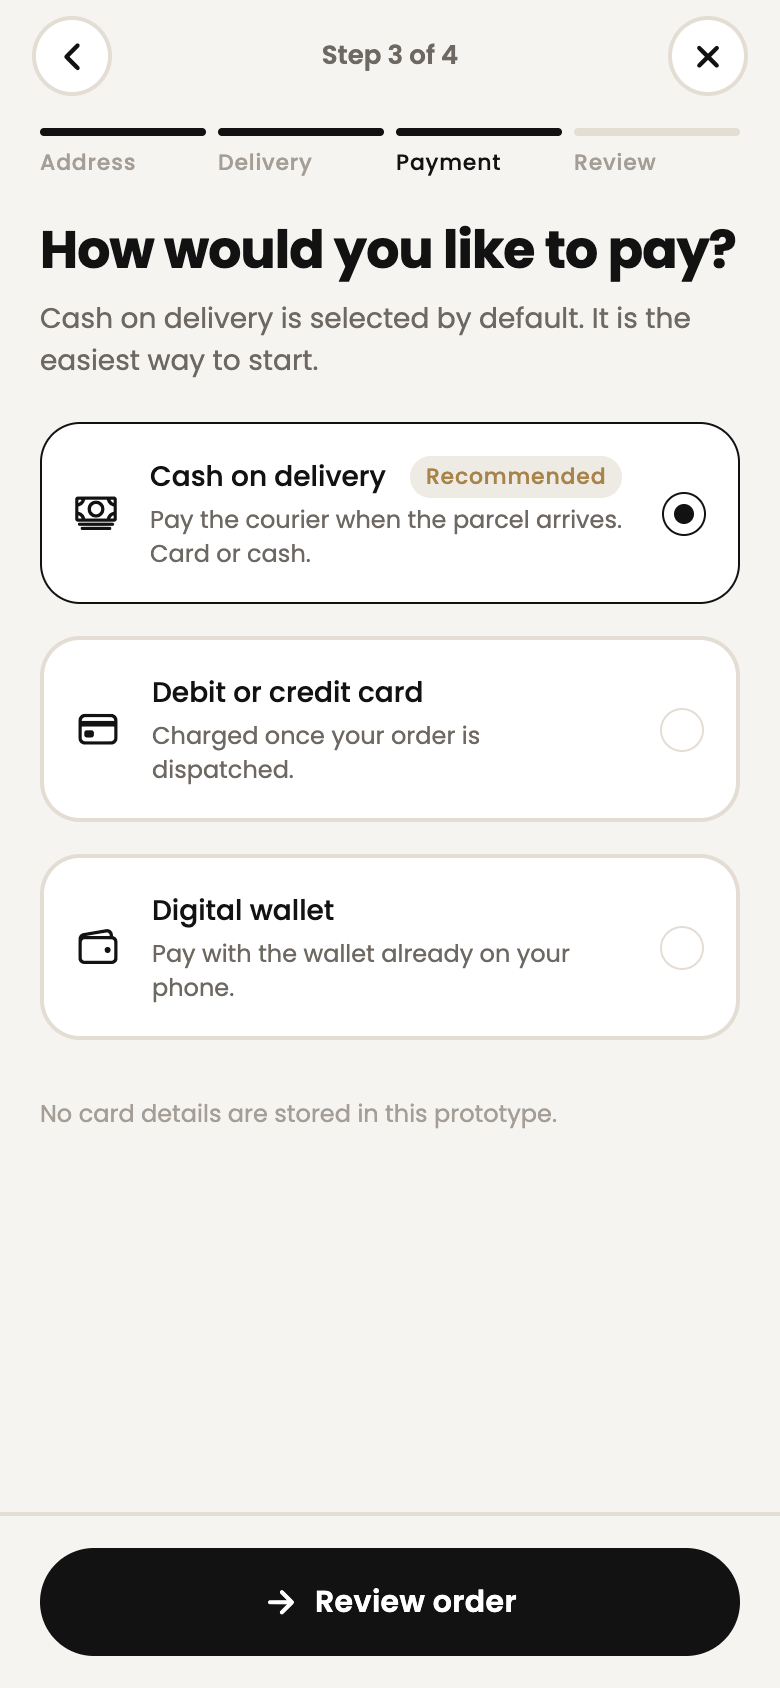 Step 3 of 4
Address
Delivery
Payment
Review
How would you like to pay?
Cash on delivery is selected by default. It is the
easiest way to start.
Cash on delivery
Recommended
Pay the courier when the parcel arrives.
Card or cash.
Debit or credit card
Charged once your order is
dispatched.
Digital wallet
Pay with the wallet already on your
phone.
No card details are stored in this prototype.
Review order